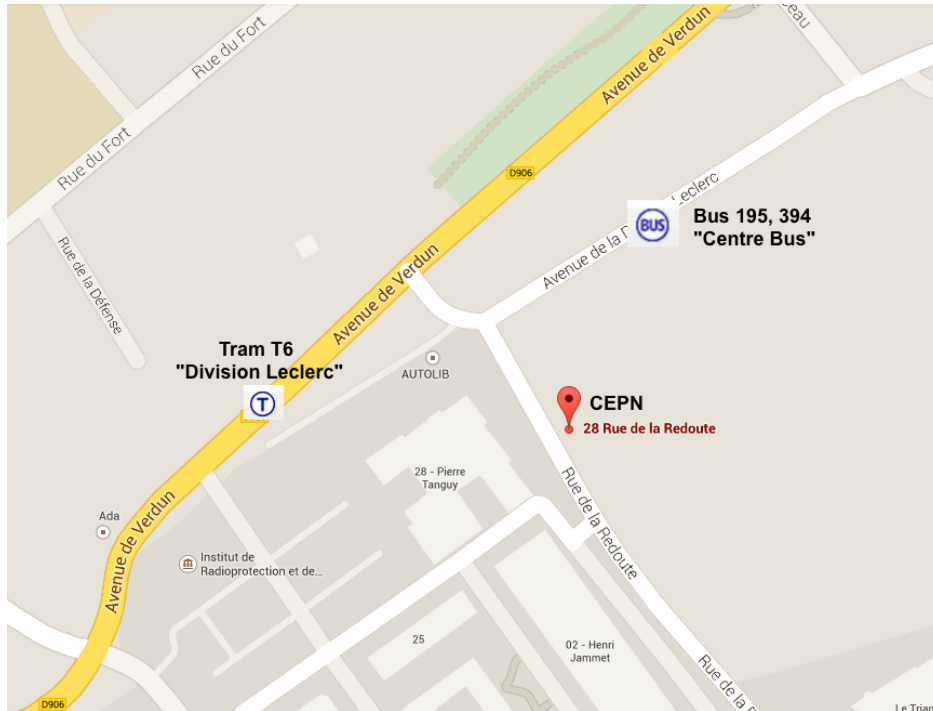 Rue du Fort
Avenue de Verdun
Rue du Fort
D906
Rue de la Défense
Avenue de la D
Leclerc
BUS
Bus 195, 394
"Centre Bus"
Avenue de Verdun
Tram T6
"Division Leclerc"
T
AUTOLIB
CEPN
28 Rue de la Redoute
28 - Pierre
Tanguy
Rue de la Redoute
Ada
Avenue de Verdun
Institut de
Radioprotection et de...
25
02 - Henri
Jammet
Rue de la R
D906
Le Trian